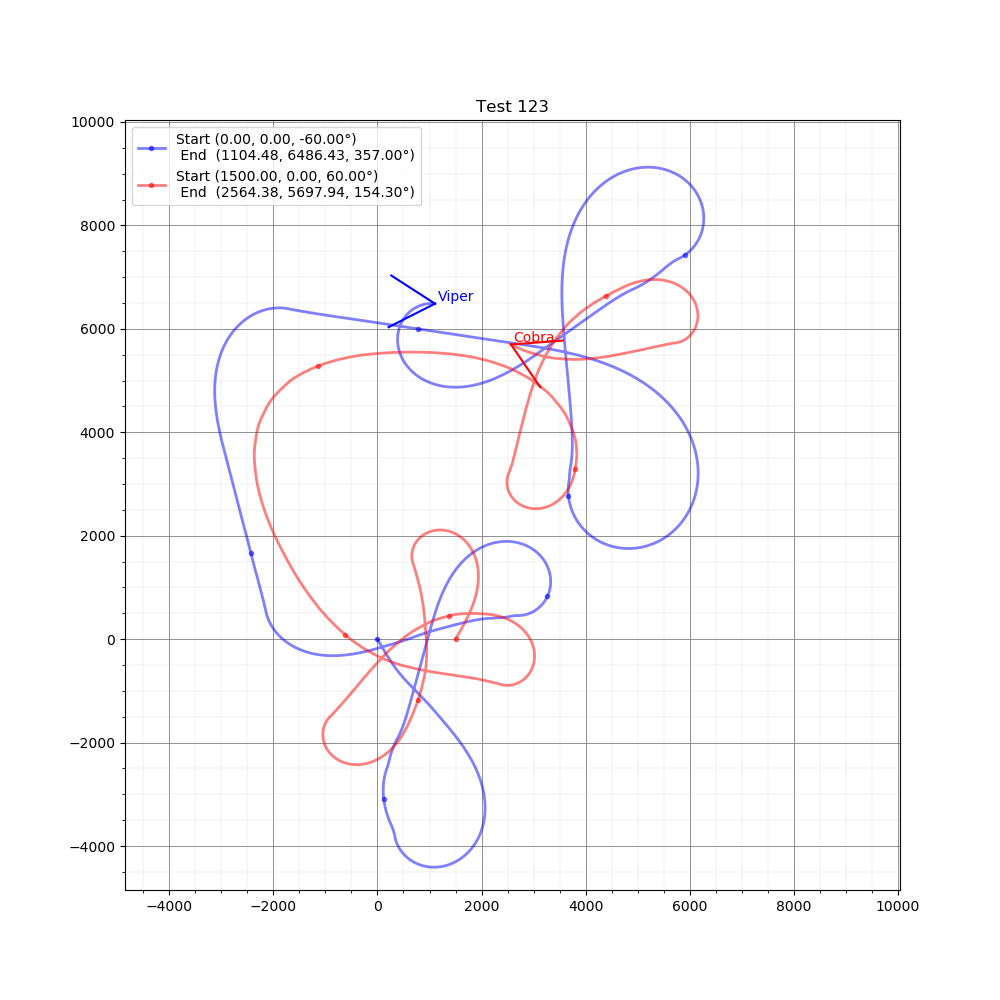 Test 123
Start (0.00, 0.00, -60.00°)
End (1104.48, 6486.43, 357.00°)
Start (1500.00, 0.00, 60.00°)
End (2564.38, 5697.94, 154.30°)
10000
8000
6000
4000
2000
0
−2000
−4000
Viper
Cobra
−4000 −2000 0 2000 4000 6000 8000 10000